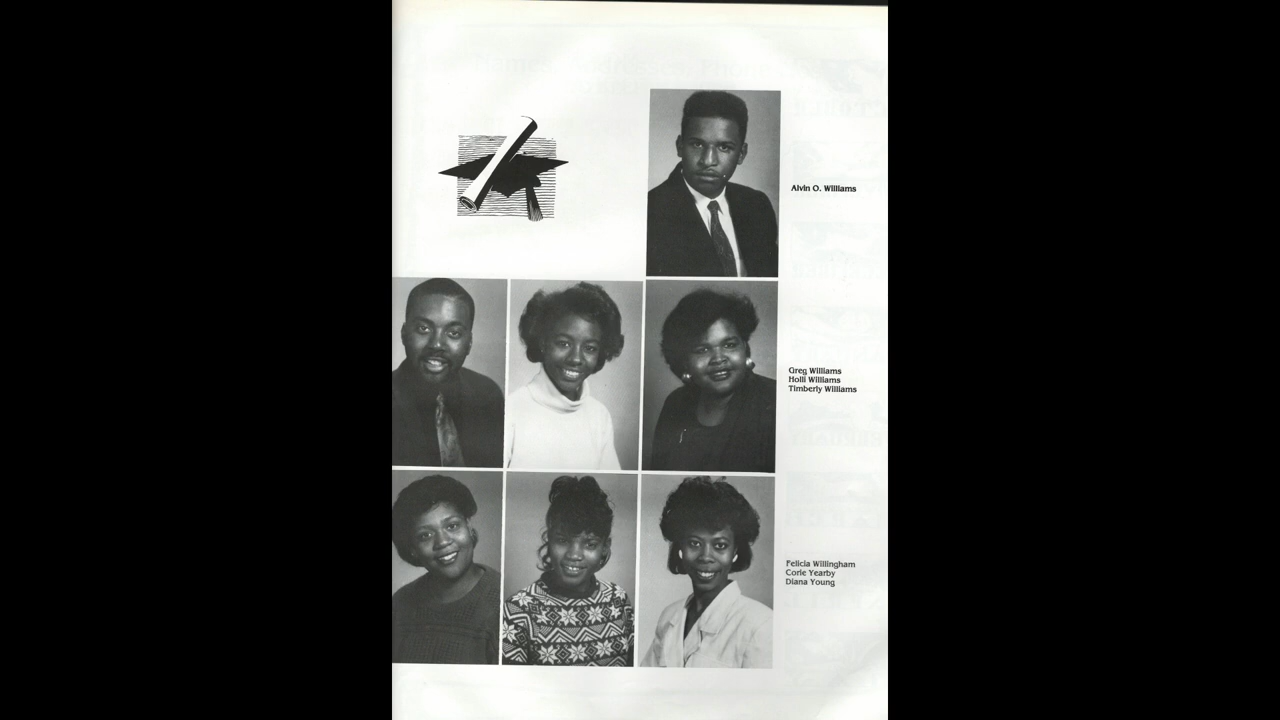 Alvin O. Williams
Greg Williams
Holli Williams
Timberly Williams
Felicia Willingham
Corie Yearby
Diana Young